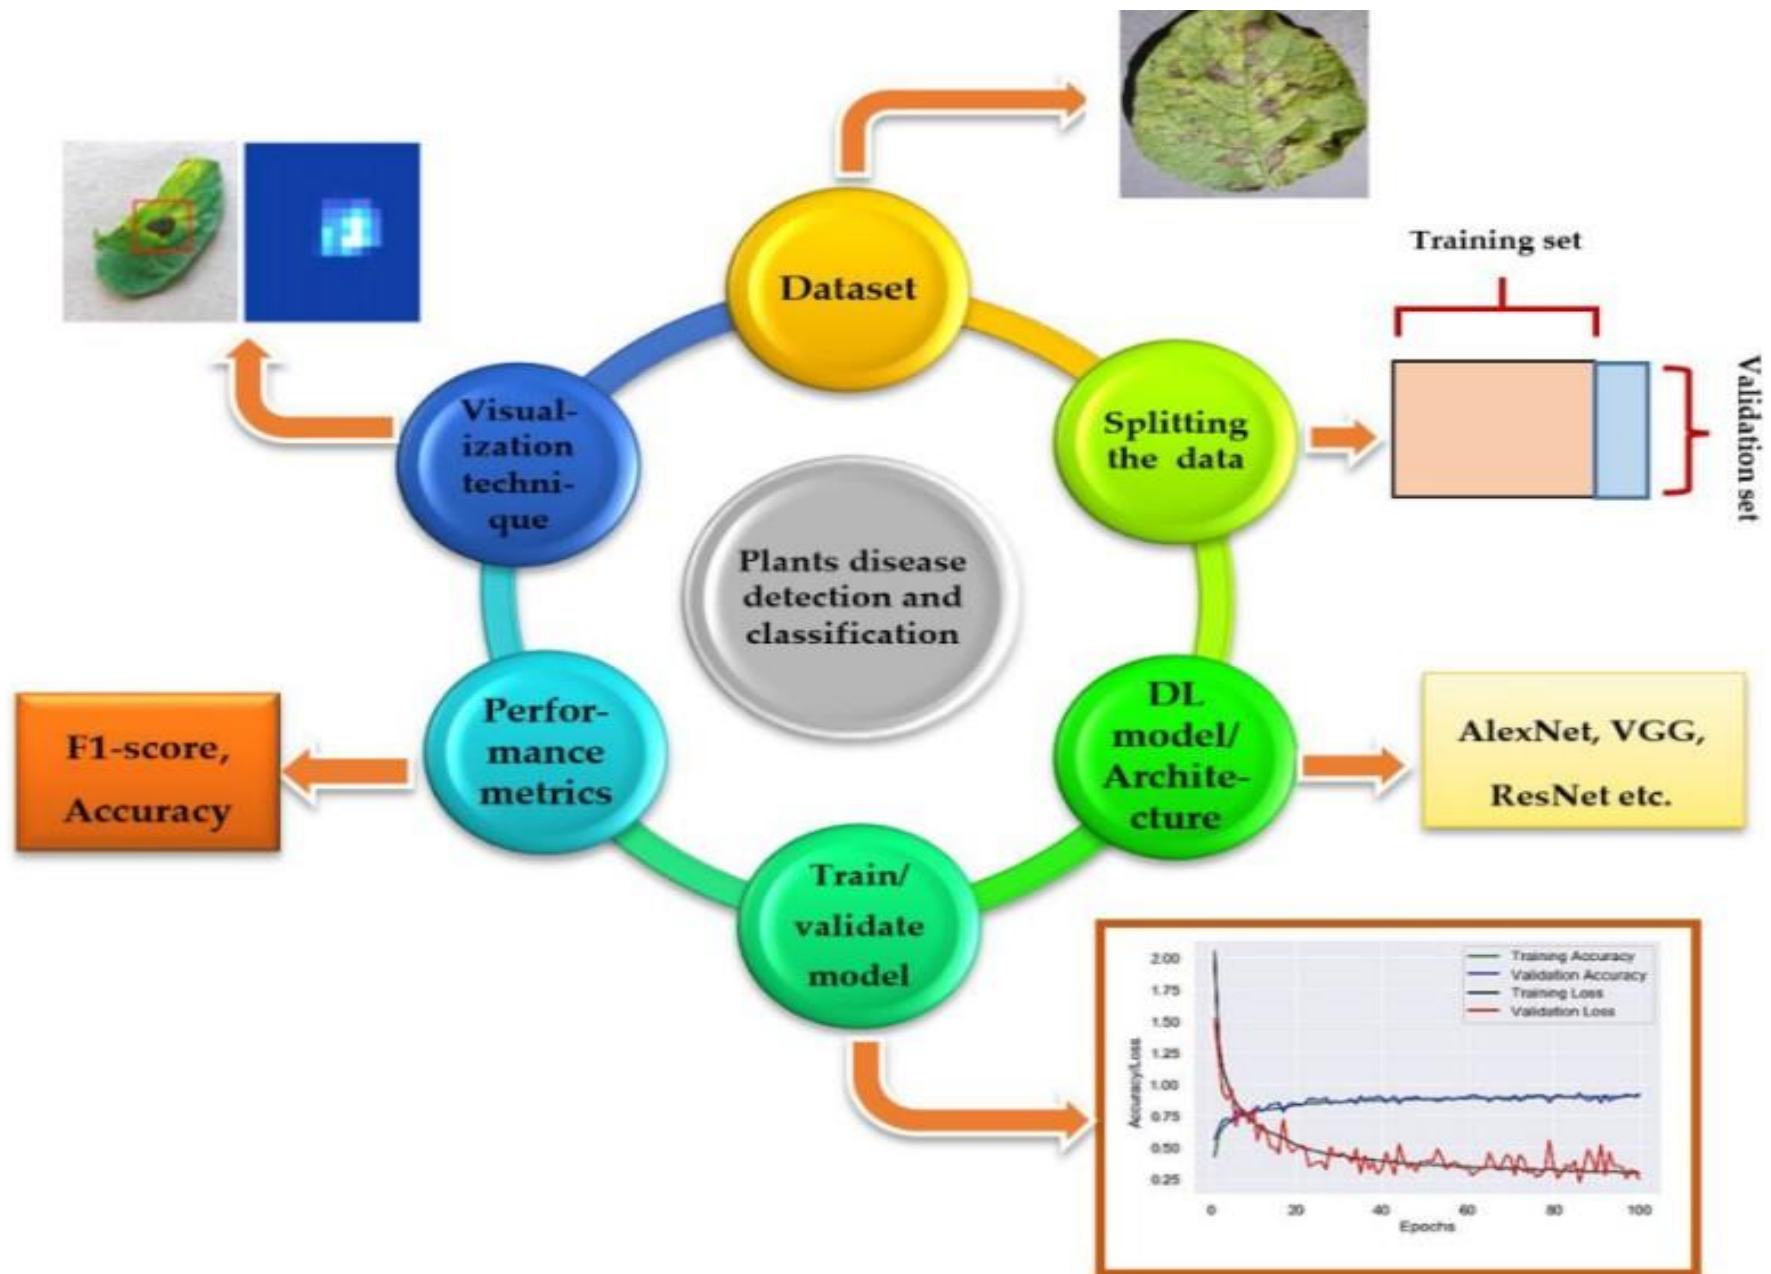 Dataset
Training set
Splitting
the data
Validation set
Visual-
ization
techni-
que
Plants disease
detection and
classification
DL
model/
Archite-
cture
AlexNet, VGG,
ResNet etc.
Perfor-
mance
metrics
F1-score,
Accuracy
Train/
validate
model
Training Accuracy
Validation Accuracy
Training Loss
Validation Loss
Accuracy/Loss
2.00
1.75
1.50
1.25
1.00
0.75
0.50
0.25
0 20 40 60 80 100
Epochs